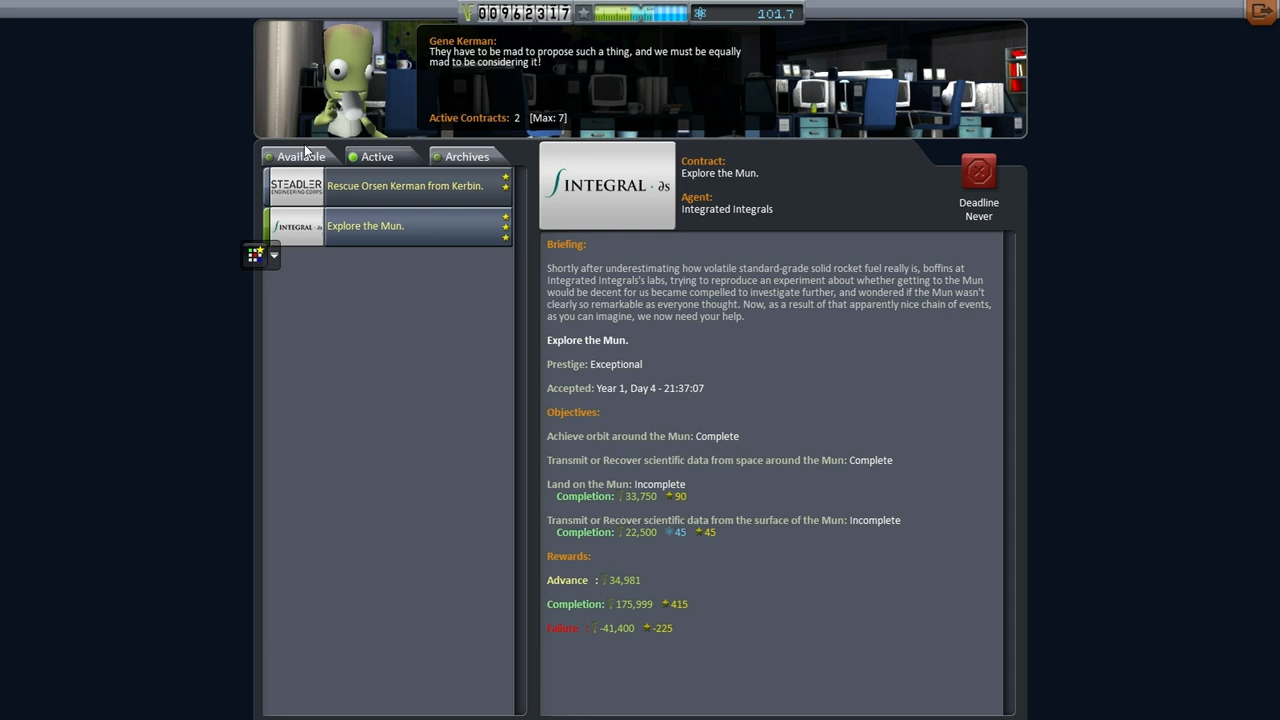 00962317
101.7
Gene Kerman:
They have to be mad to propose such a thing, and we must be equally
mad to be considering it!
Active Contracts: 2 [Max: 7]
Available
Active
Archives
STEADLER
ENGINEERING CORPS
Rescue Orsen Kerman from Kerbin.
∫INTEGRAL · ∂s
Explore the Mun.
∫INTEGRAL · ∂s
Contract:
Explore the Mun.
Agent:
Integrated Integrals
Deadline
Never
Briefing:
Shortly after underestimating how volatile standard-grade solid rocket fuel really is, boffins at
Integrated Integrals's labs, trying to reproduce an experiment about whether getting to the Mun
would be decent for us became compelled to investigate further, and wondered if the Mun wasn't
clearly so remarkable as everyone thought. Now, as a result of that apparently nice chain of events,
as you can imagine, we now need your help.
Explore the Mun.
Prestige: Exceptional
Accepted: Year 1, Day 4 - 21:37:07
Objectives:
Achieve orbit around the Mun: Complete
Transmit or Recover scientific data from space around the Mun: Complete
Land on the Mun: Incomplete
Completion: 33,750 90
Transmit or Recover scientific data from the surface of the Mun: Incomplete
Completion: 22,500 45 45
Rewards:
Advance : 34,981
Completion: 175,999 415
Failure : -41,400 -225